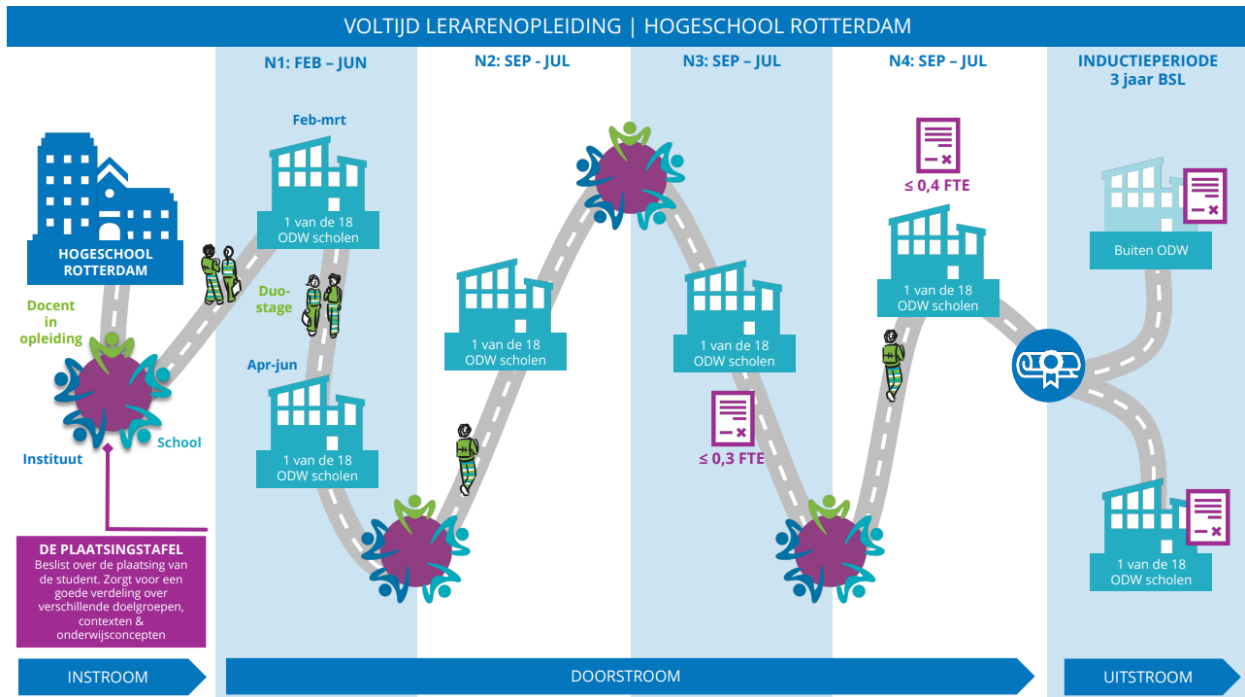 VOLTIJD LERARENOPLEIDING | HOGESCHOOL ROTTERDAM
N1: FEB – JUN
N2: SEP - JUL
N3: SEP – JUL
N4: SEP – JUL
INDUCTIEPERIODE
3 jaar BSL
HOGESCHOOL
ROTTERDAM
Docent
in
opleiding
School
Instituut
DE PLAATSINGSTAFEL
Beslist over de plaatsing van
de student. Zorgt voor een
goede verdeling over
verschillende doelgroepen,
contexten &
onderwijsconcepten
Feb-mrt
1 van de 18
ODW scholen
Duo-
stage
Apr-jun
1 van de 18
ODW scholen
1 van de 18
ODW scholen
1 van de 18
ODW scholen
≤ 0,3 FTE
≤ 0,4 FTE
1 van de 18
ODW scholen
Buiten ODW
1 van de 18
ODW scholen
INSTROOM
DOORSTROOM
UITSTROOM